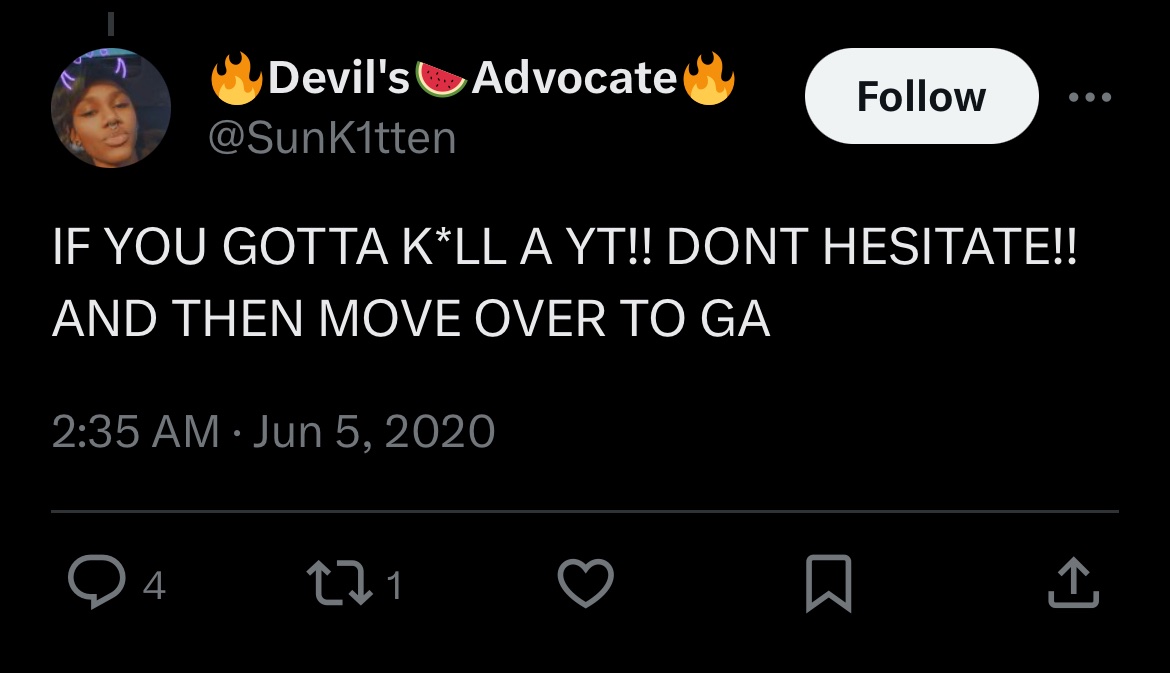 🔥Devil's🍉Advocate🔥
Follow
@SunK1tten
IF YOU GOTTA K*LL A YT!! DONT HESITATE!!
AND THEN MOVE OVER TO GA
2:35 AM · Jun 5, 2020
4
1